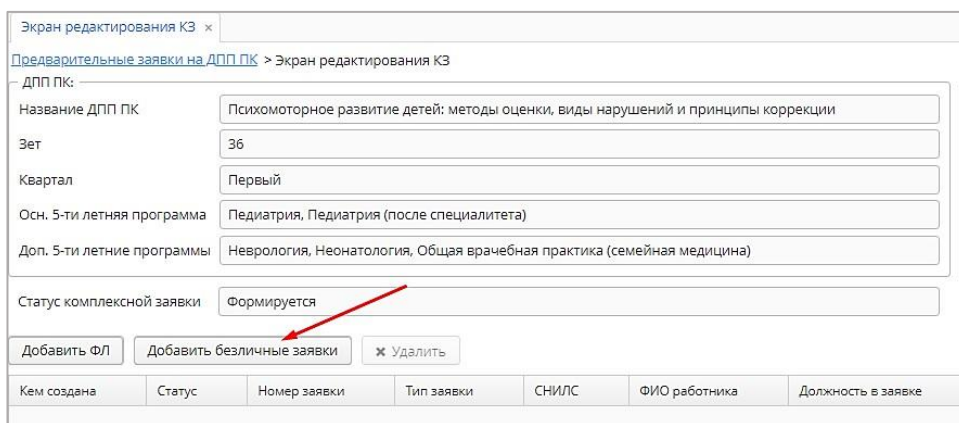 Экран редактирования КЗ ×
Предварительные заявки на ДПП ПК > Экран редактирования КЗ
ДПП ПК:
Название ДПП ПК Психомоторное развитие детей: методы оценки, виды нарушений и принципы коррекции
Зет 36
Квартал Первый
Осн. 5-ти летняя программа Педиатрия, Педиатрия (после специалитета)
Доп. 5-ти летние программы Неврология, Неонатология, Общая врачебная практика (семейная медицина)
Статус комплексной заявки Формируется
Добавить ФЛ Добавить безличные заявки × Удалить
Кем создана Статус Номер заявки Тип заявки СНИЛС ФИО работника Должность в заявке